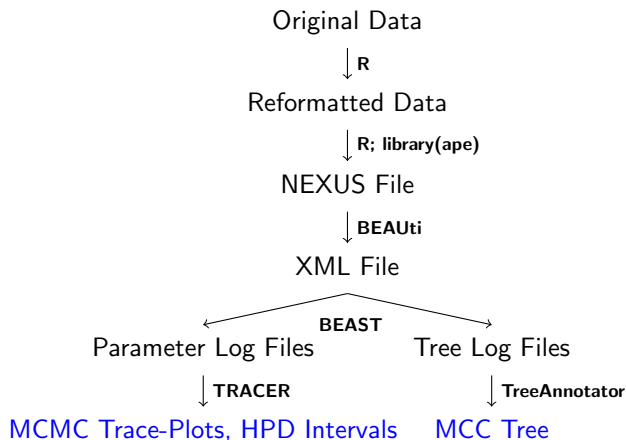 Original Data
R
Reformatted Data
R; library(ape)
NEXUS File
BEAUti
XML File
BEAST
Parameter Log Files
Tree Log Files
TRACER
TreeAnnotator
MCMC Trace-Plots, HPD Intervals
MCC Tree